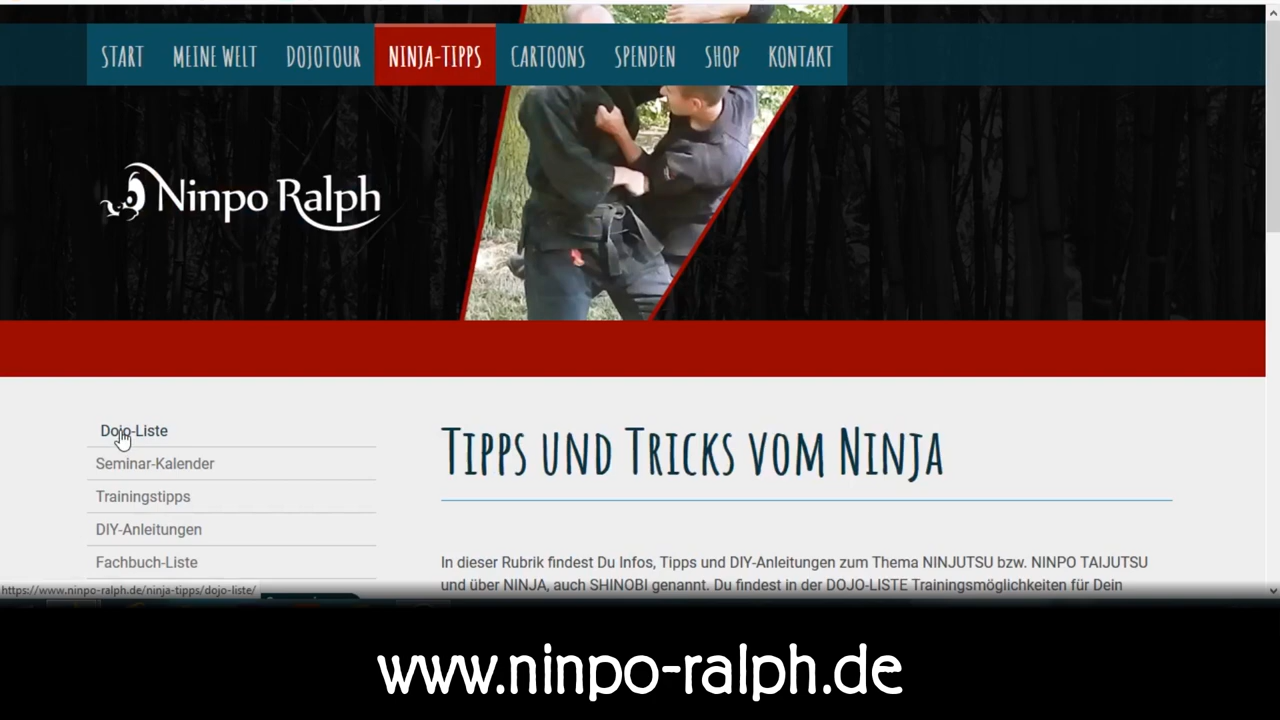 START MEINE WELT DOJOTOUR NINJA-TIPPS CARTOONS SPENDEN SHOP KONTAKT
Ninpo Ralph
Dojo-Liste
Seminar-Kalender
Trainingstipps
DIY-Anleitungen
Fachbuch-Liste
Tipps und Tricks vom Ninja
In dieser Rubrik findest Du Infos, Tipps und DIY-Anleitungen zum Thema NINJUTSU bzw. NINPO TAIJUTSU
und über NINJA, auch SHINOBI genannt. Du findest in der DOJO-LISTE Trainingsmöglichkeiten für Dein
https://www.ninpo-ralph.de/ninja-tipps/dojo-liste/
www.ninpo-ralph.de